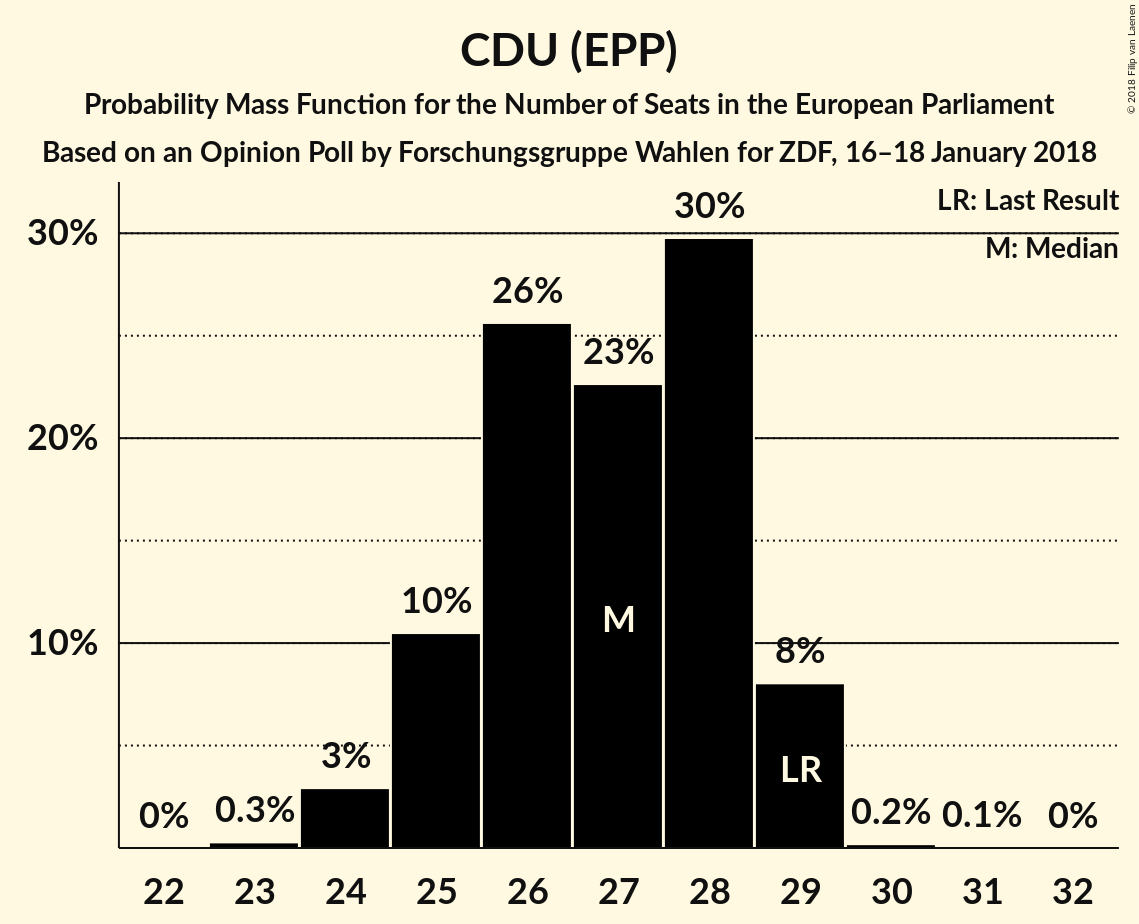 CDU (EPP)
Probability Mass Function for the Number of Seats in the European Parliament
Based on an Opinion Poll by Forschungsgruppe Wahlen for ZDF, 16–18 January 2018
© 2018 Filip van Laenen
LR: Last Result
M: Median
30%
20%
10%
0%
0.3%
3%
10%
26%
23%
30%
8%
0.2%
0.1%
0%
M
LR
22 23 24 25 26 27 28 29 30 31 32